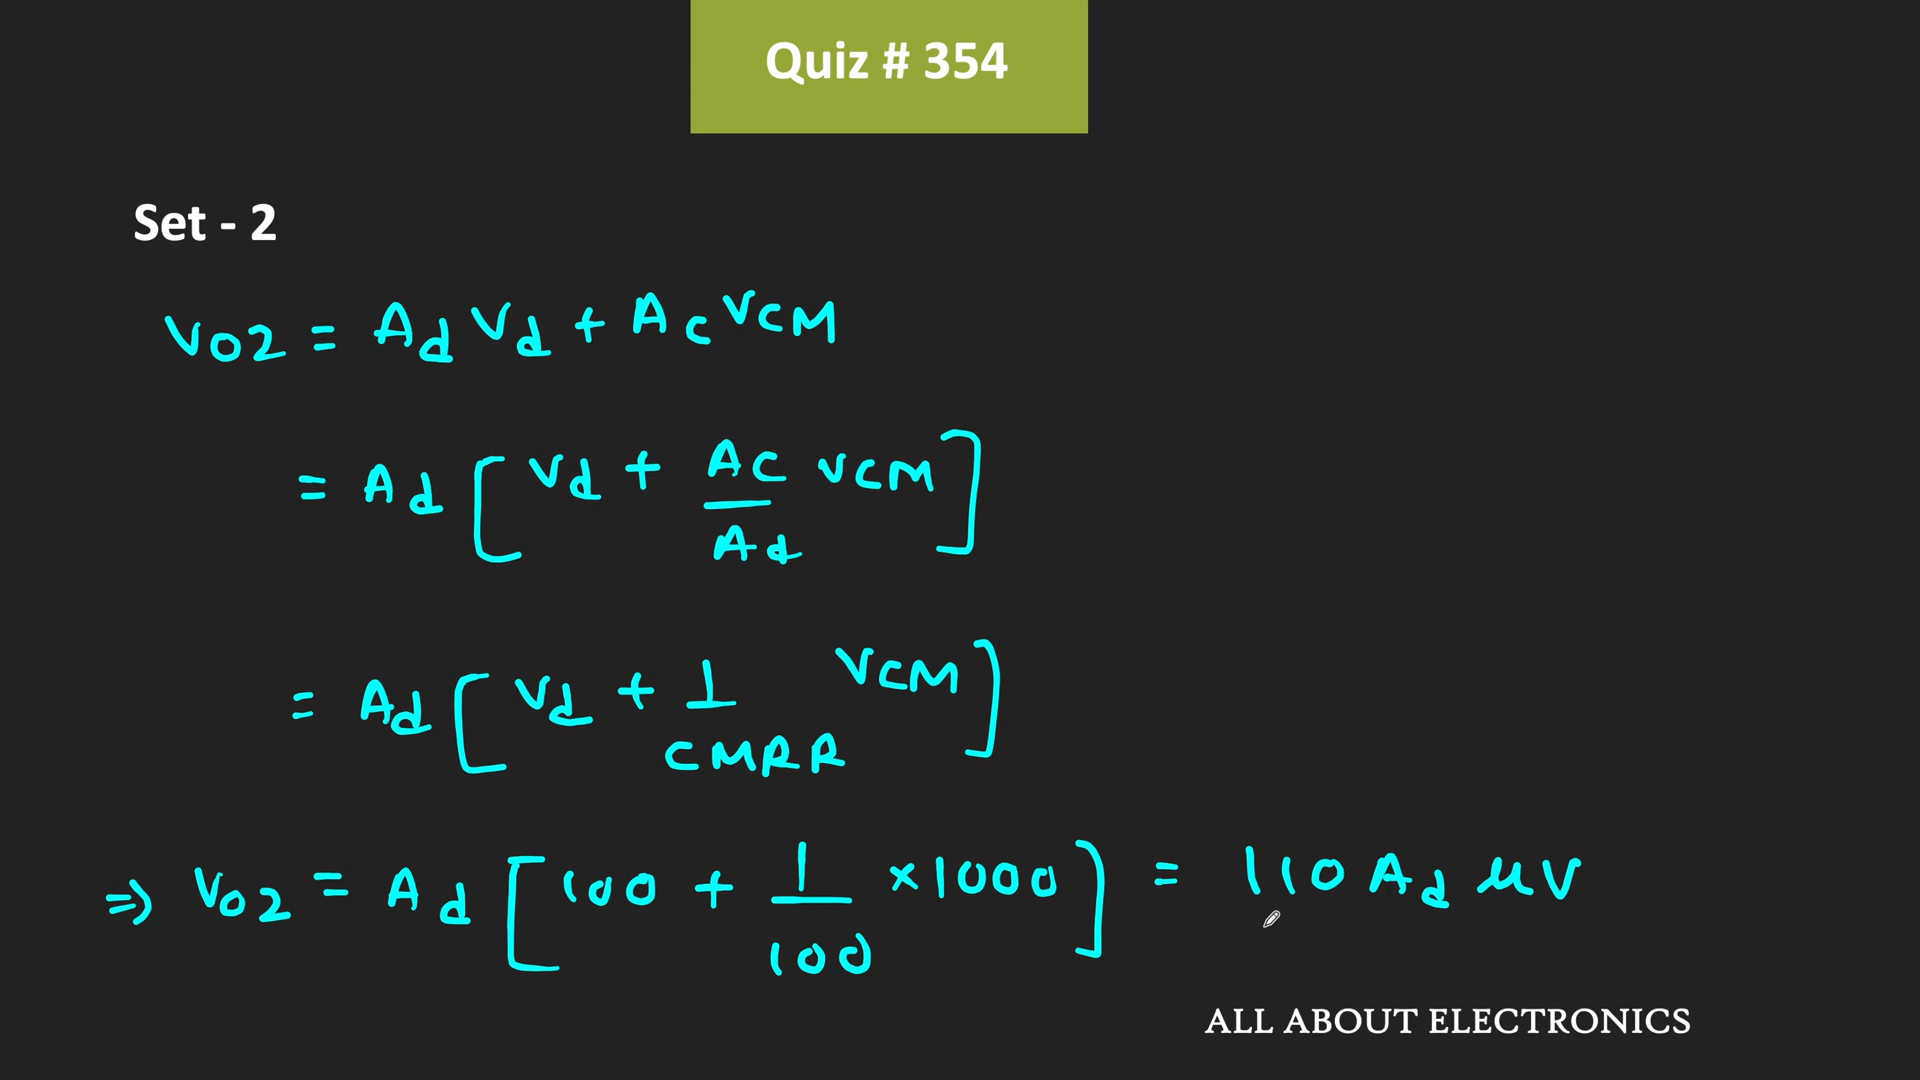 Quiz # 354
Set - 2
Vo2 = Ad Vd + Ac VCM
= Ad [ Vd + Ac/Ad VCM ]
= Ad [ Vd + 1/CMRR VCM ]
⇒ Vo2 = Ad [ 100 + 1/100 × 1000 ] = 110 Ad μV
ALL ABOUT ELECTRONICS